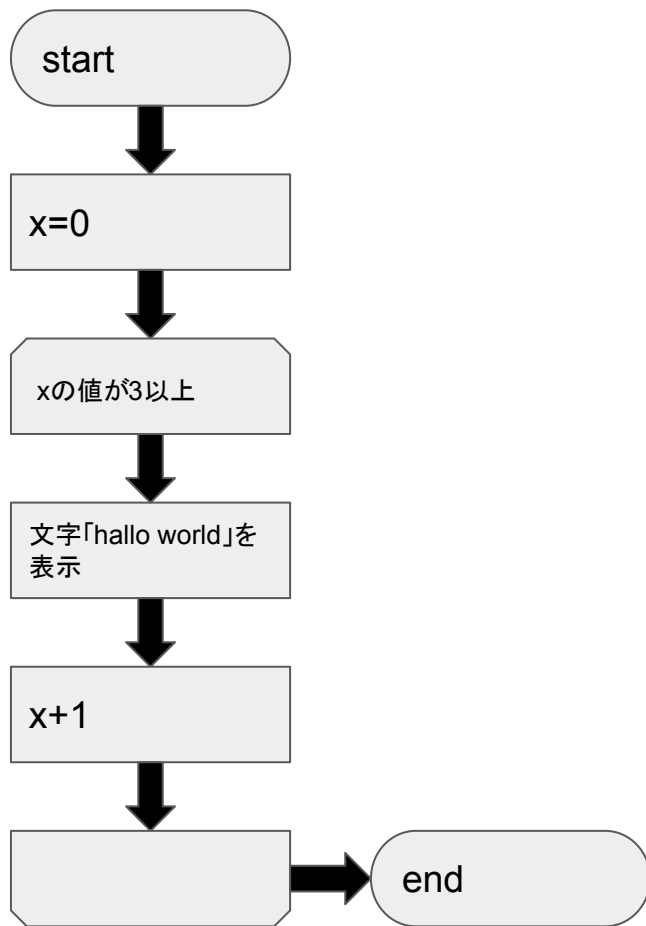 start
x=0
xの値が3以上
文字「hallo world」を
表示
x+1
end